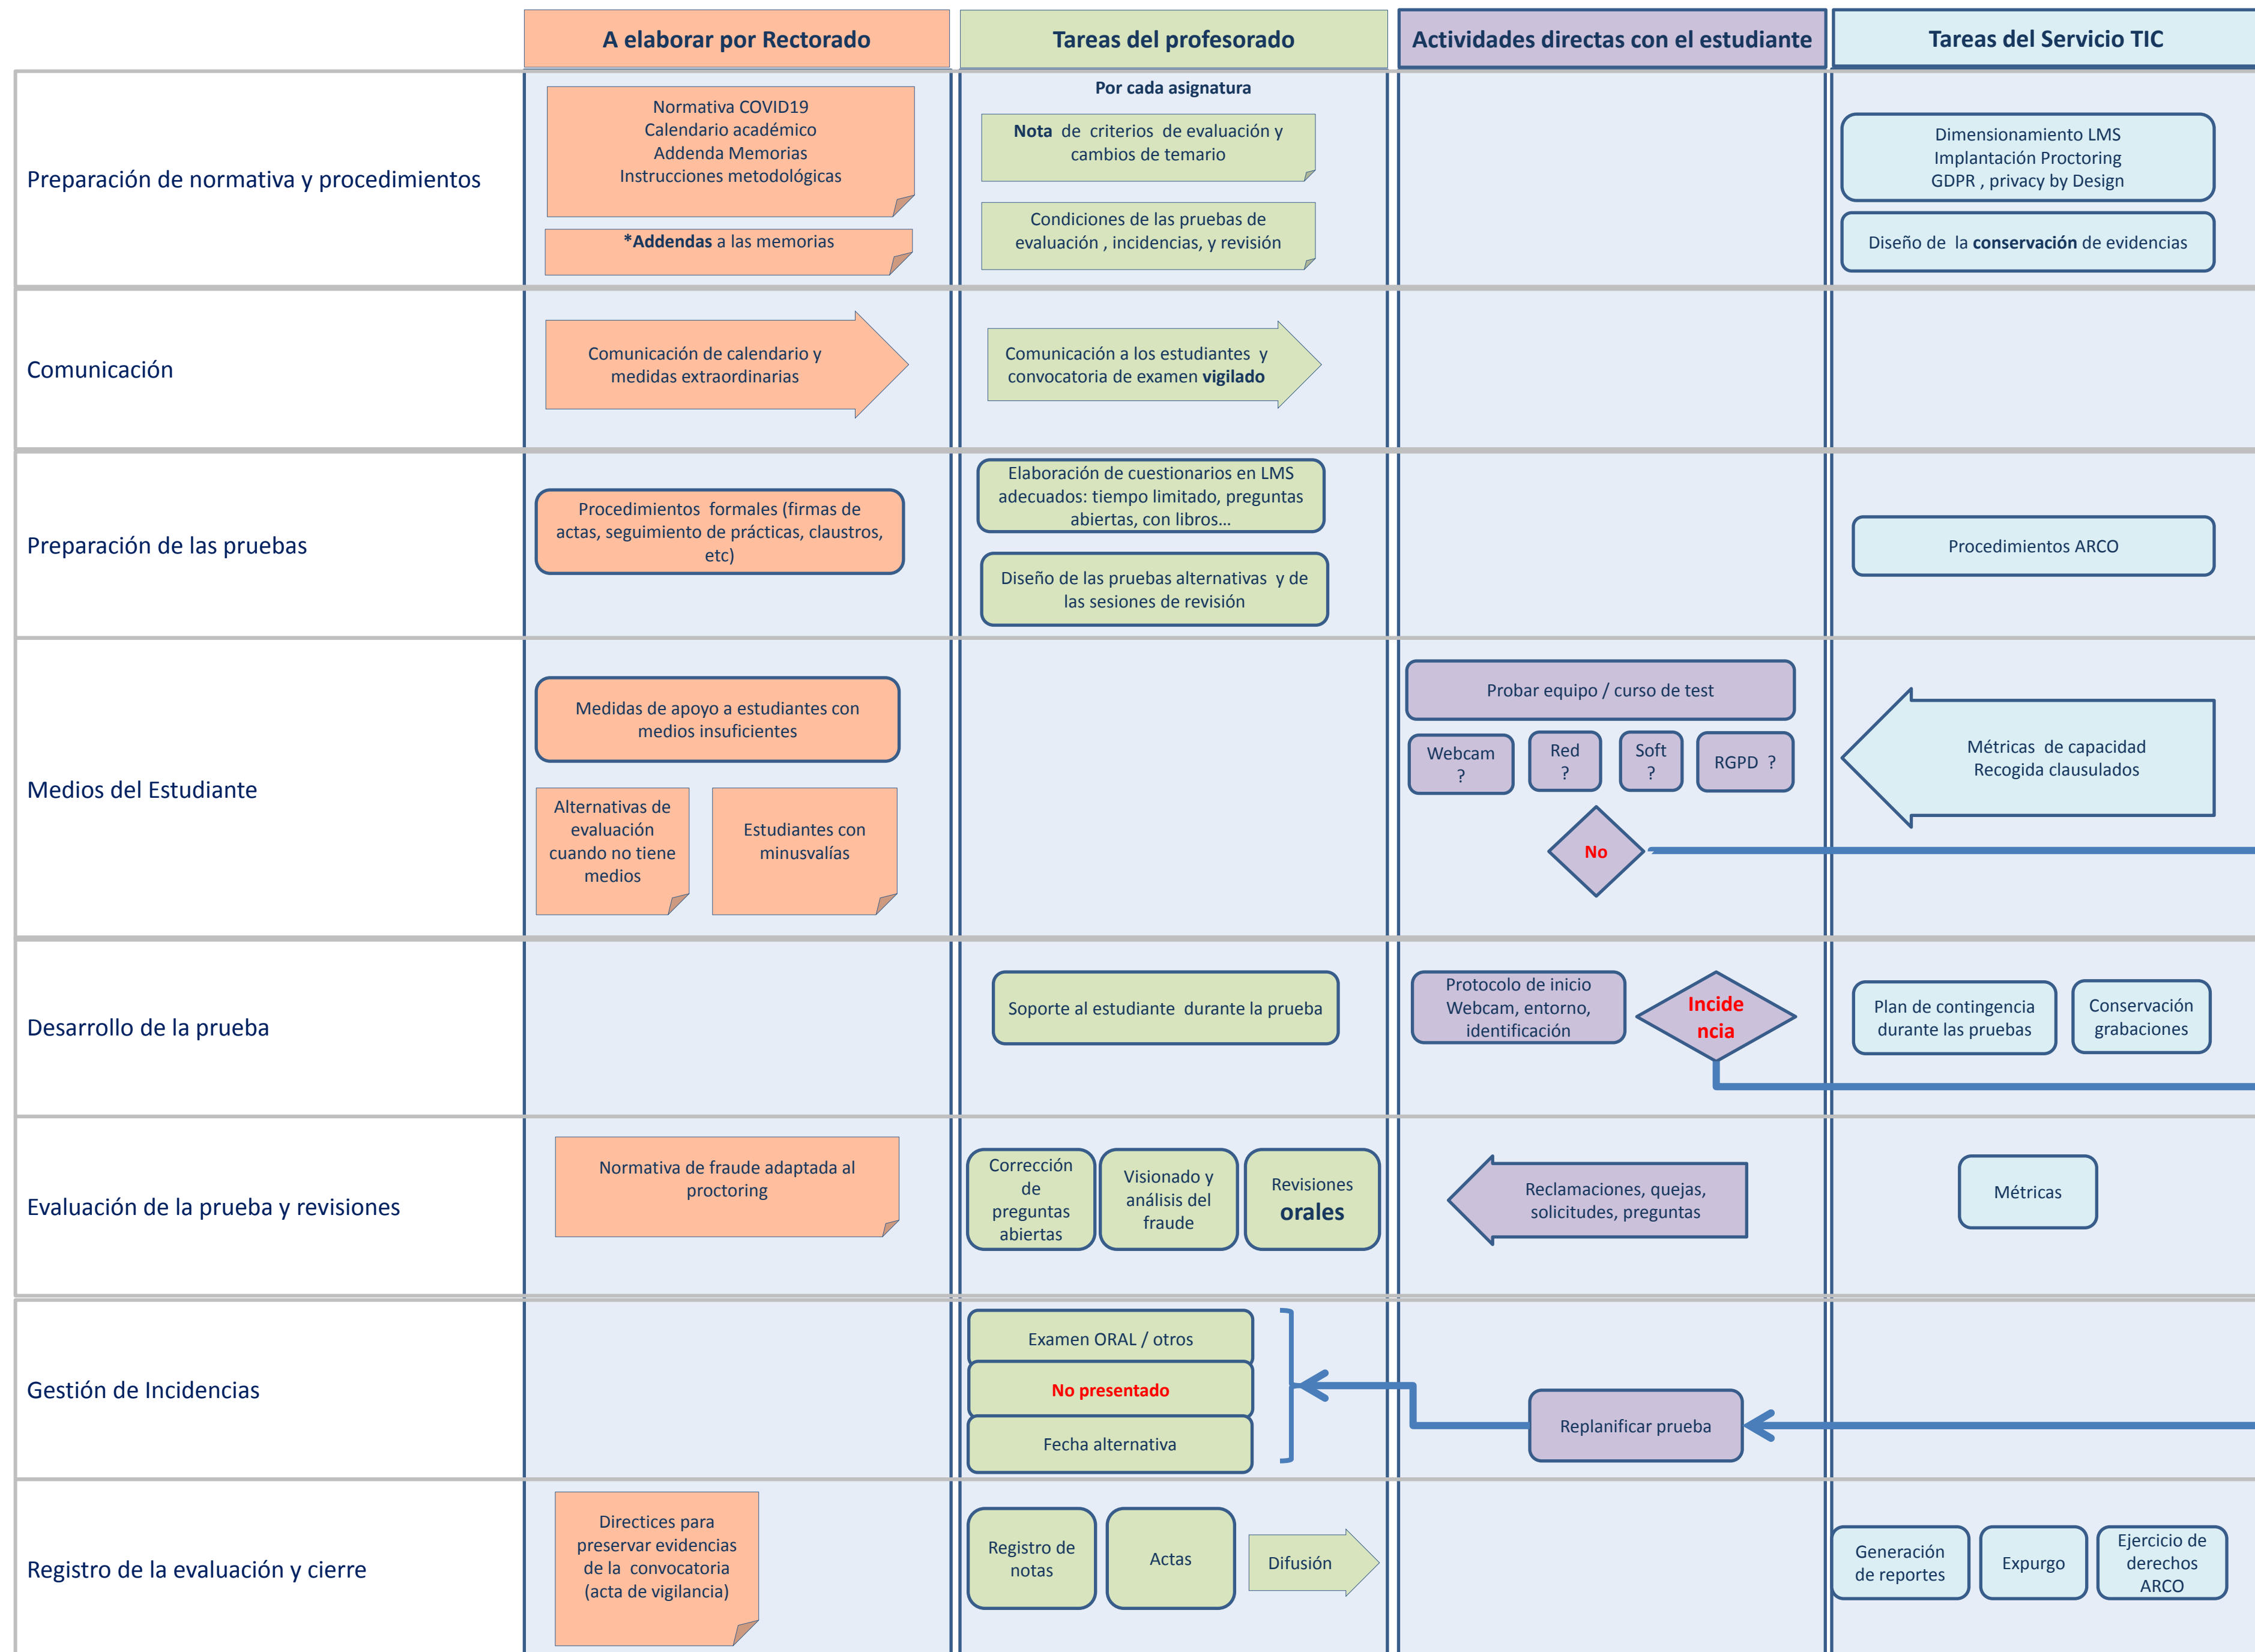 A elaborar por Rectorado
Tareas del profesorado
Actividades directas con el estudiante
Tareas del Servicio TIC
Preparación de normativa y procedimientos
Normativa COVID19
Calendario académico
Addenda Memorias
Instrucciones metodológicas
*Addendas a las memorias
Por cada asignatura
Nota de criterios de evaluación y
cambios de temario
Condiciones de las pruebas de
evaluación , incidencias, y revisión
Dimensionamiento LMS
Implantación Proctoring
GDPR , privacy by Design
Diseño de la conservación de evidencias
Comunicación
Comunicación de calendario y
medidas extraordinarias
Comunicación a los estudiantes y
convocatoria de examen vigilado
Preparación de las pruebas
Procedimientos formales (firmas de
actas, seguimiento de prácticas, claustros,
etc)
Elaboración de cuestionarios en LMS
adecuados: tiempo limitado, preguntas
abiertas, con libros…
Diseño de las pruebas alternativas y de
las sesiones de revisión
Procedimientos ARCO
Medios del Estudiante
Medidas de apoyo a estudiantes con
medios insuficientes
Alternativas de
evaluación
cuando no tiene
medios
Estudiantes con
minusvalías
Probar equipo / curso de test
Webcam
?
Red
?
Soft
?
RGPD ?
No
Métricas de capacidad
Recogida clausulados
Desarrollo de la prueba
Soporte al estudiante durante la prueba
Protocolo de inicio
Webcam, entorno,
identificación
Incide
ncia
Plan de contingencia
durante las pruebas
Conservación
grabaciones
Evaluación de la prueba y revisiones
Normativa de fraude adaptada al
proctoring
Corrección
de
preguntas
abiertas
Visionado y
análisis del
fraude
Revisiones
orales
Reclamaciones, quejas,
solicitudes, preguntas
Métricas
Gestión de Incidencias
Examen ORAL / otros
No presentado
Fecha alternativa
Replanificar prueba
Registro de la evaluación y cierre
Directices para
preservar evidencias
de la convocatoria
(acta de vigilancia)
Registro de
notas
Actas
Difusión
Generación
de reportes
Expurgo
Ejercicio de
derechos
ARCO